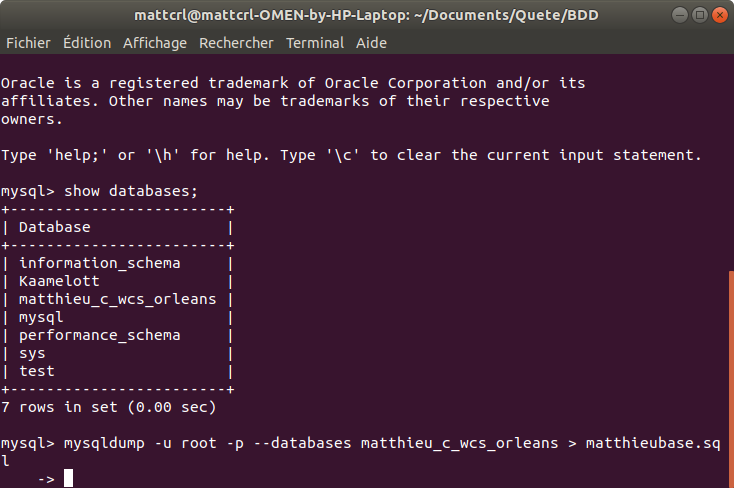 mattcrl@mattcrl-OMEN-by-HP-Laptop: ~/Documents/Quete/BDD
Fichier Édition Affichage Rechercher Terminal Aide
Oracle is a registered trademark of Oracle Corporation and/or its
affiliates. Other names may be trademarks of their respective
owners.
Type 'help;' or '\h' for help. Type '\c' to clear the current input statement.
mysql> show databases;
+------------------------+
| Database               |
+------------------------+
| information_schema     |
| Kaamelott              |
| matthieu_c_wcs_orleans |
| mysql                  |
| performance_schema     |
| sys                    |
| test                   |
+------------------------+
7 rows in set (0.00 sec)
mysql> mysqldump -u root -p --databases matthieu_c_wcs_orleans > matthieubase.sq
l
    ->